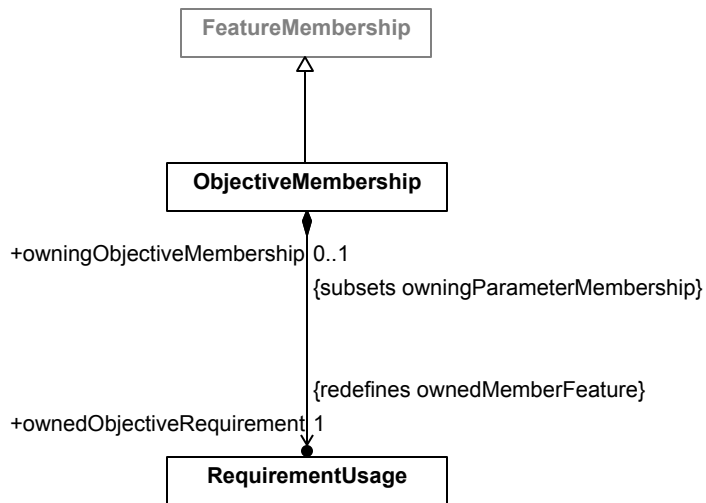 FeatureMembership
ObjectiveMembership
+owningObjectiveMembership 0..1
{subsets owningParameterMembership}
{redefines ownedMemberFeature}
+ownedObjectiveRequirement 1
RequirementUsage